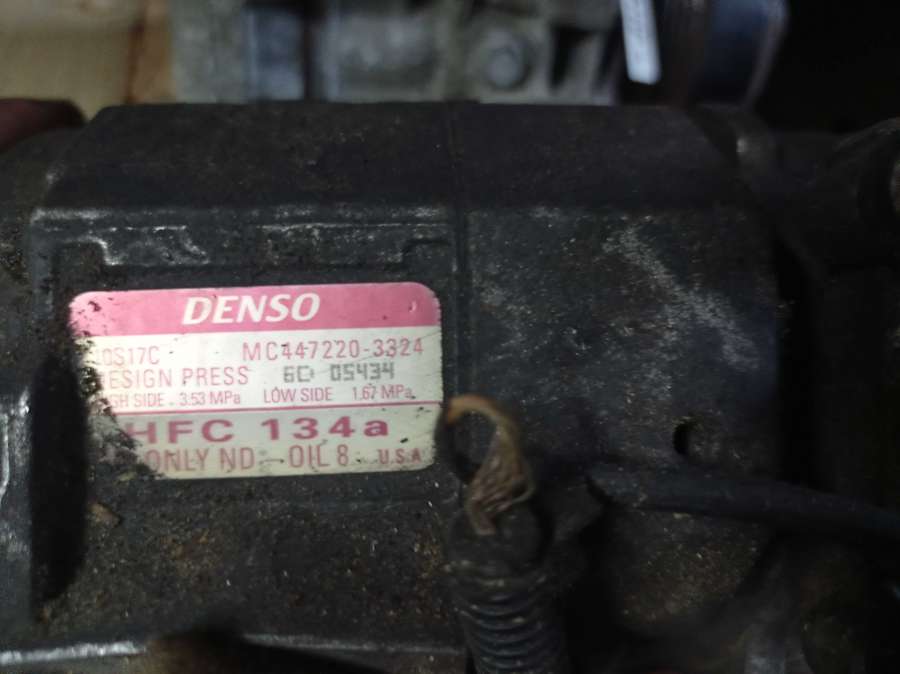 DENSO
10S17C MC447220-3324
DESIGN PRESS 6D 05434
HIGH SIDE 3.53 MPa LOW SIDE 1.67 MPa
HFC 134a
ONLY ND-OIL 8 U.S.A